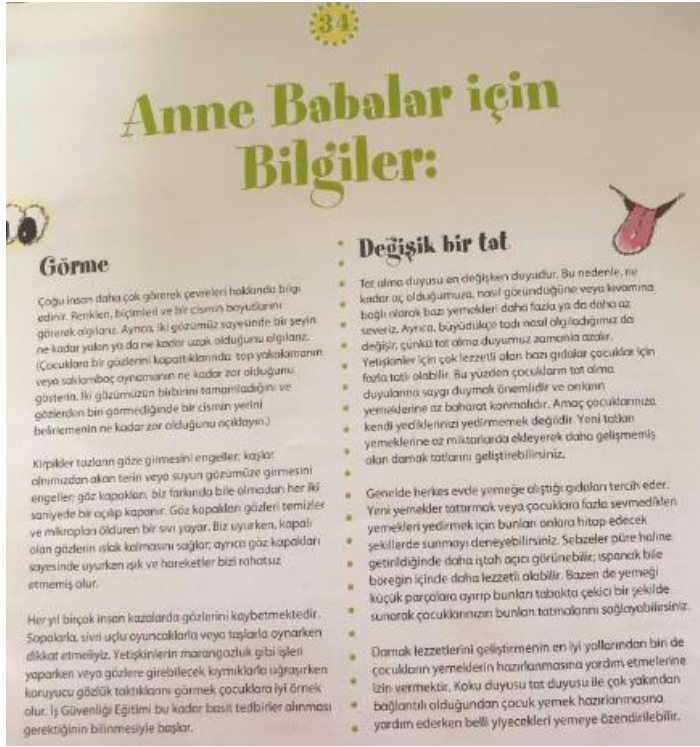 34
Anne Babalar için
Bilgiler:
Görme
Çoğu insan daha çok görerek çevreleri hakkında bilgi
edinir. Renkleri, biçimleri ve bir cismin boyutlarını
görerek algılarız. Ayrıca, iki gözümüz sayesinde bir şeyin
ne kadar yakın ya da ne kadar uzak olduğunu algılarız.
(Çocuklara bir gözlerini kapattıklarında top yakalamanın
veya saklambaç oynamanın ne kadar zor olduğunu
gösterin. İki gözümüzün birbirini tamamladığını ve
gözlerden biri görmediğinde bir cismin yerini
belirlemenin ne kadar zor olduğunu açıklayın.)
Kirpikler tozların göze girmesini engeller; kaşlar
alnımızdan akan terin veya suyun gözümüze girmesini
engeller; göz kapakları, biz farkında bile olmadan her iki
saniyede bir açılıp kapanır. Göz kapakları gözleri temizler
ve mikropları öldüren bir sıvı yayar. Biz uyurken, kapalı
olan gözlerin ıslak kalmasını sağlar; ayrıca göz kapakları
sayesinde uyurken ışık ve hareketler bizi rahatsız
etmemiş olur.
Her yıl birçok insan kazalarda gözlerini kaybetmektedir.
Sopalarla, sivri uçlu oyuncaklarla veya taşlarla oynarken
dikkat etmeliyiz. Yetişkinlerin marangozluk gibi işleri
yaparken veya gözlere girebilecek kıymıklarla uğraşırken
koruyucu gözlük taktıklarını görmek çocuklara iyi örnek
olur. İş Güvenliği Eğitimi bu kadar basit tedbirler alınması
gerektiğinin bilinmesiyle başlar.
Değişik bir tat
Tat alma duyusu en değişken duyudur. Bu nedenle, ne
kadar aç olduğumuza, nasıl göründüğüne veya kıvamına
bağlı olarak bazı yemekleri daha fazla ya da daha az
severiz. Ayrıca, büyüdükçe tadı nasıl algıladığımız da
değişir, çünkü tat alma duyumuz zamanla azalır.
Yetişkinler için çok lezzetli olan bazı gıdalar çocuklar için
fazla tatlı olabilir. Bu yüzden çocukların tat alma
duyularına saygı duymak önemlidir ve onların
yemeklerine az baharat konmalıdır. Amaç çocuklarınıza
kendi yediklerinizi yedirmemek değildir. Yeni tatları
yemeklerine az miktarlarda ekleyerek daha gelişmemiş
olan damak tatlarını geliştirebilirsiniz.
Genelde herkes evde yemeğe alıştığı gıdaları tercih eder.
Yeni yemekler tattırmak veya çocuklara fazla sevmedikleri
yemekleri yedirmek için bunları onlara hitap edecek
şekillerde sunmayı deneyebilirsiniz. Sebzeler püre haline
getirildiğinde daha iştah açıcı görünebilir; ıspanak bile
böreğin içinde daha lezzetli olabilir. Bazen de yemeği
küçük parçalara ayırıp bunları tabakta çekici bir şekilde
sunarak çocuklarınızın bunları tatmalarını sağlayabilirsiniz.
Damak lezzetlerini geliştirmenin en iyi yollarından biri de
çocukların yemeklerin hazırlanmasına yardım etmelerine
izin vermektir. Koku duyusu tat duyusu ile çok yakından
bağlantılı olduğundan çocuk yemek hazırlanmasına
yardım ederken belli yiyecekleri yemeye özendirilebilir.